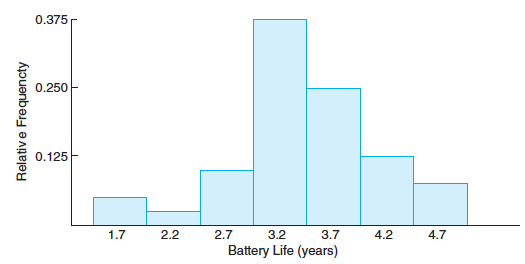 0.375
0.250
0.125
Relative Frequencty
1.7 2.2 2.7 3.2 3.7 4.2 4.7
Battery Life (years)